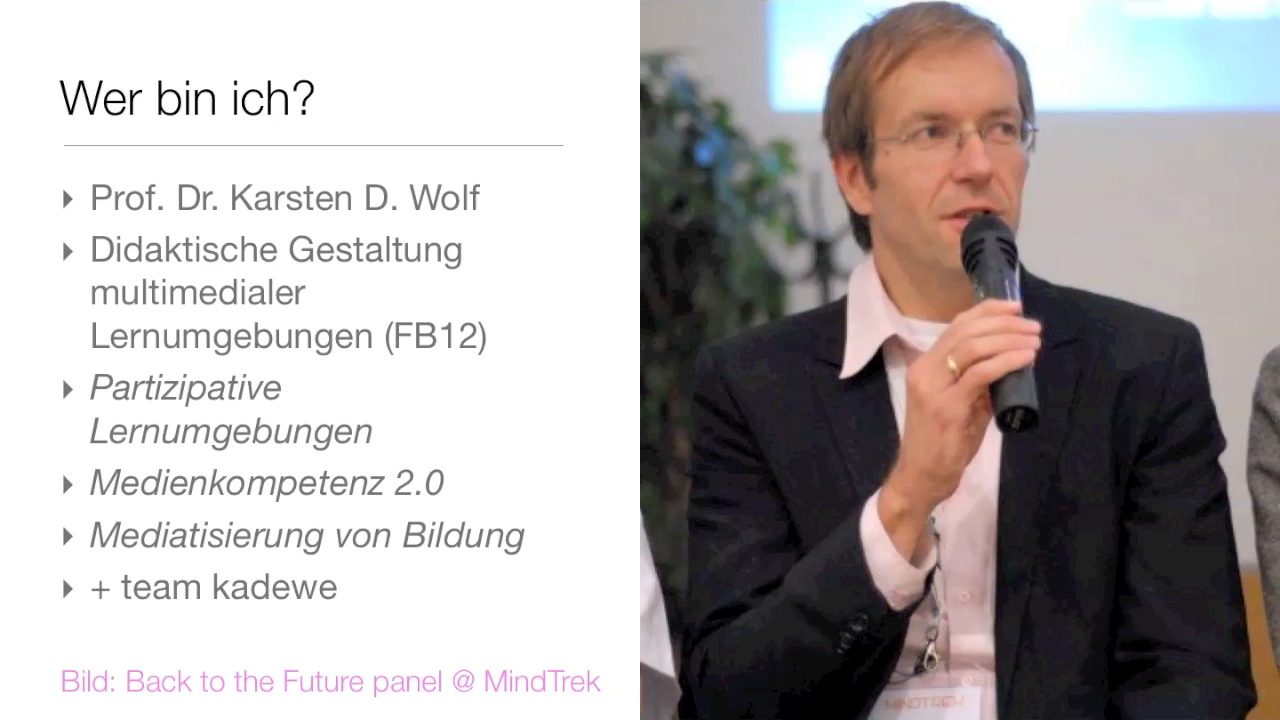 Wer bin ich?
‣ Prof. Dr. Karsten D. Wolf
‣ Didaktische Gestaltung
multimedialer
Lernumgebungen (FB12)
‣ Partizipative
Lernumgebungen
‣ Medienkompetenz 2.0
‣ Mediatisierung von Bildung
‣ + team kadewe
Bild: Back to the Future panel @ MindTrek
MINDTREK